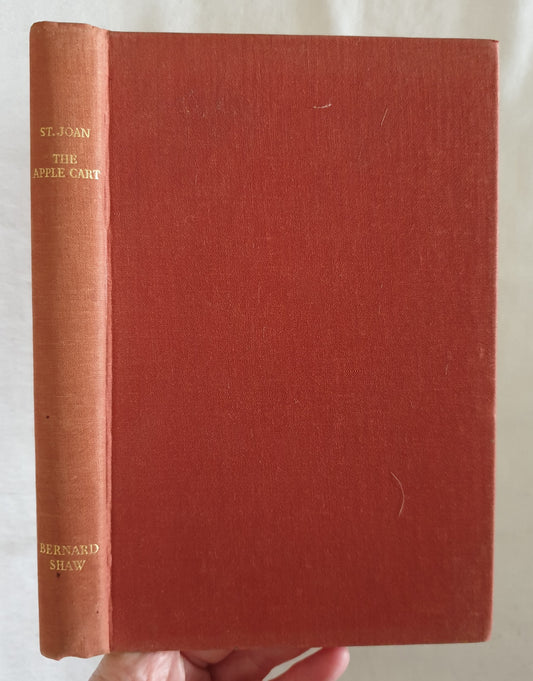 ST. JOAN
THE
APPLE CART
BERNARD
SHAW